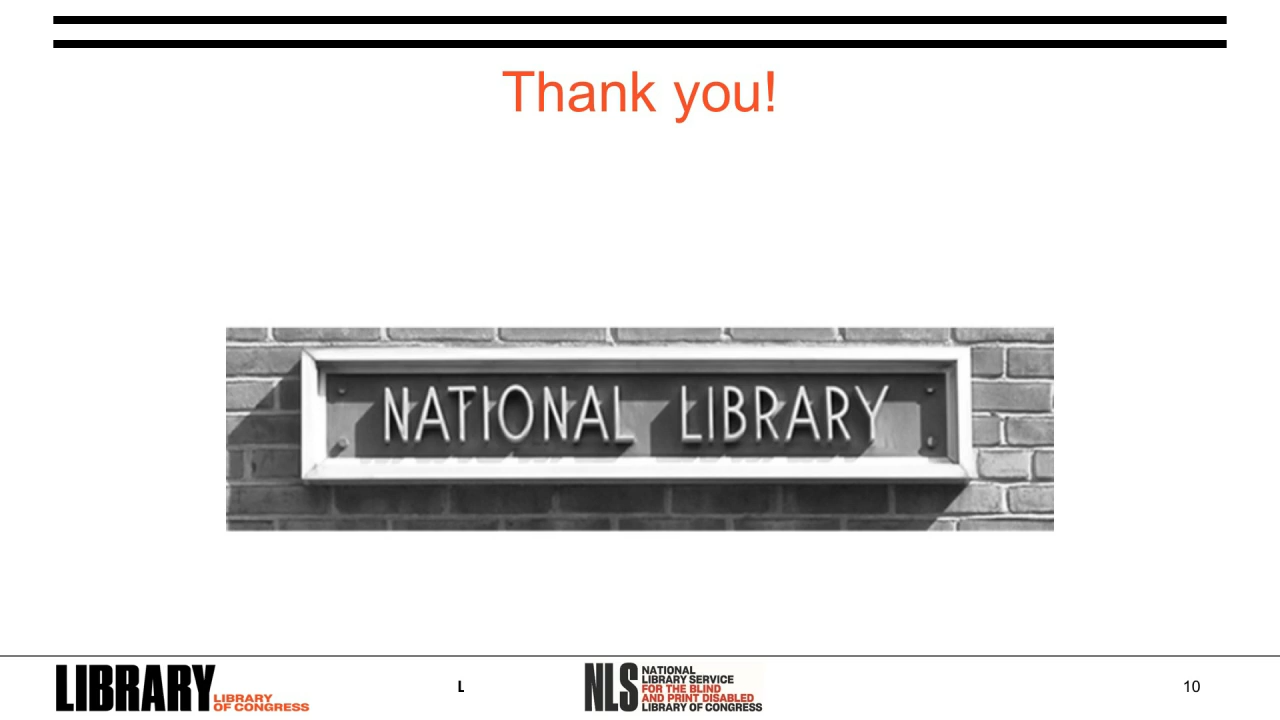 Thank you!
NATIONAL LIBRARY
LIBRARY
LIBRARY
OF CONGRESS
L
NLS
NATIONAL
LIBRARY SERVICE
FOR THE BLIND
AND PRINT DISABLED
LIBRARY OF CONGRESS
10